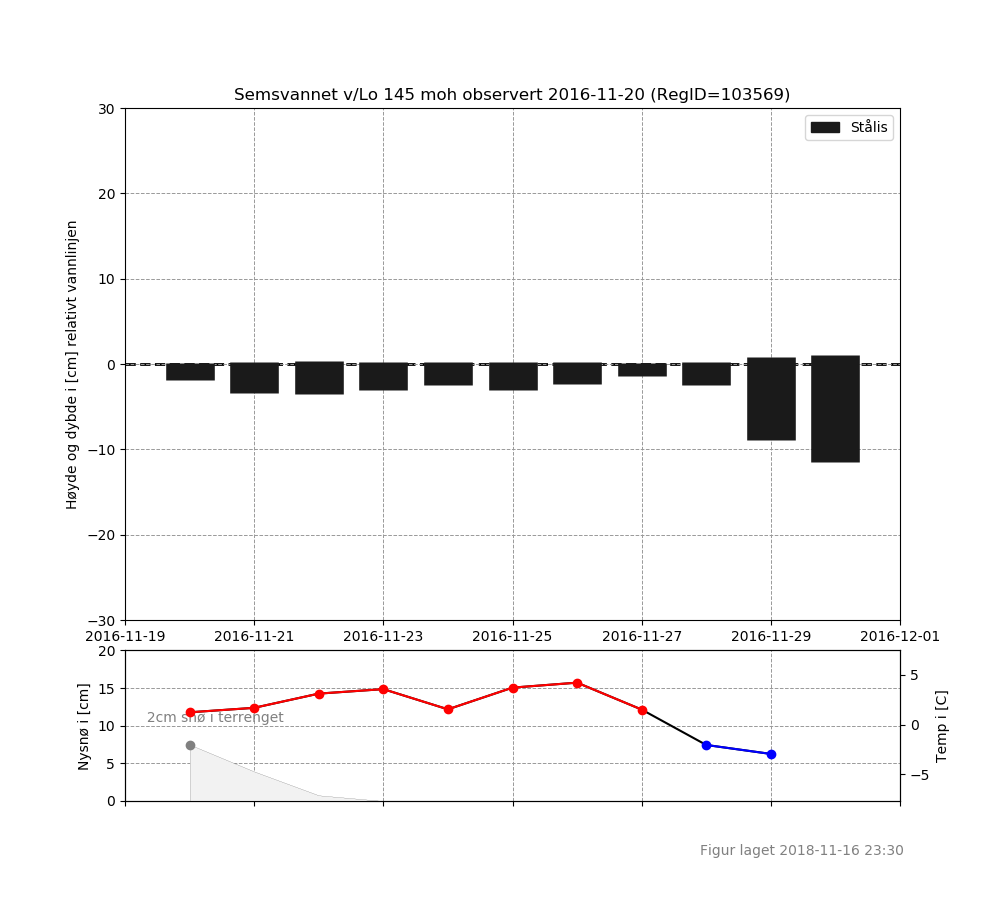 Semsvannet v/Lo 145 moh observert 2016-11-20 (RegID=103569)
Stålis
Høyde og dybde i [cm] relativt vannlinjen
30
20
10
0
−10
−20
−30
2016-11-19 2016-11-21 2016-11-23 2016-11-25 2016-11-27 2016-11-29 2016-12-01
Nysnø i [cm]
20
15
10
5
0
2cm snø i terrenget
5
0
−5
Temp i [C]
Figur laget 2018-11-16 23:30